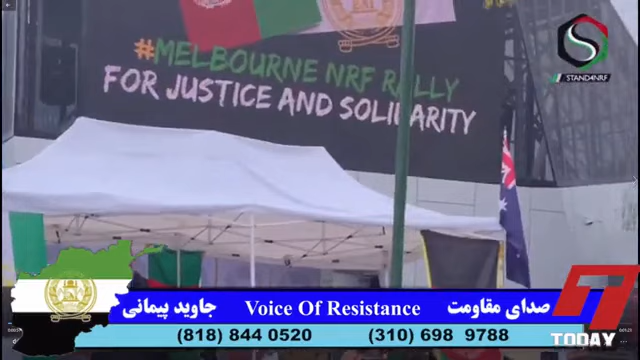 #MELBOURNE NRF RALLY
FOR JUSTICE AND SOLIDARITY
STAND4NRF
جاوید پیمانی Voice Of Resistance صدای مقاومت
(818) 844 0520 (310) 698 9788
TODAY